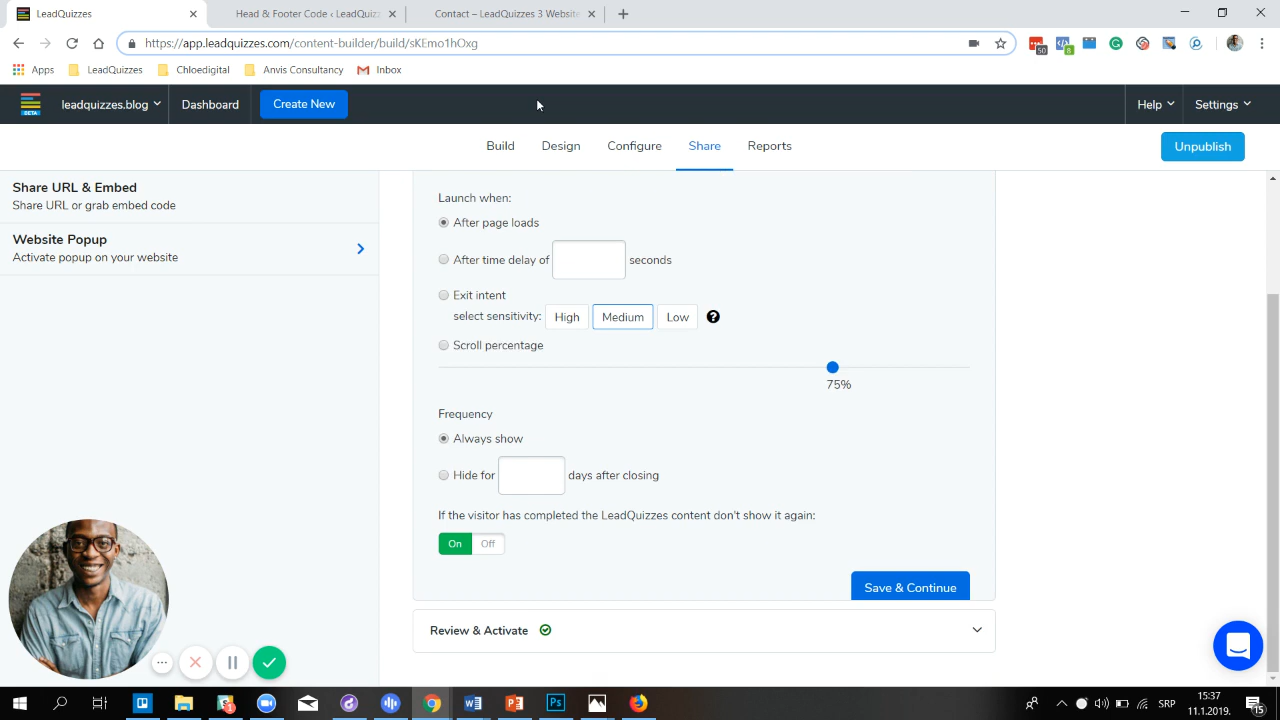 LeadQuizzes
Head & Footer Code ‹ LeadQuizz
Contact – LeadQuizzes 3 Website
https://app.leadquizzes.com/content-builder/build/sKEmo1hOxg
50
8
Apps
LeadQuizzes
Chloedigital
Anvis Consultancy
Inbox
BETA
leadquizzes.blog
Dashboard
Create New
Help
Settings
Build
Design
Configure
Share
Reports
Unpublish
Share URL & Embed
Share URL or grab embed code
Website Popup
Activate popup on your website
Launch when:
After page loads
After time delay of
seconds
Exit intent
select sensitivity:
High
Medium
Low
Scroll percentage
75%
Frequency
Always show
Hide for
days after closing
If the visitor has completed the LeadQuizzes content don't show it again:
On
Off
Save & Continue
Review & Activate
SRP
15:37
11.1.2019.
15